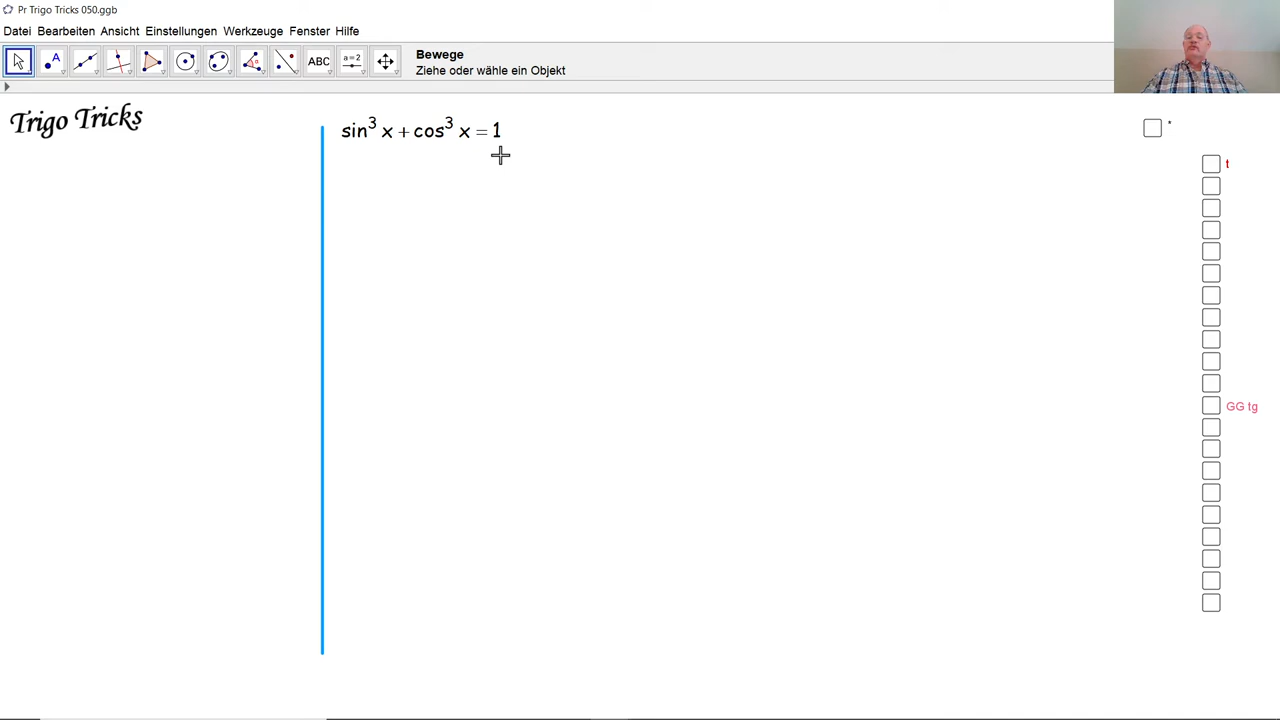 Pr Trigo Tricks 050.ggb
Datei Bearbeiten Ansicht Einstellungen Werkzeuge Fenster Hilfe
A
α
ABC
a=2
Bewege
Ziehe oder wähle ein Objekt
Trigo Tricks
sin³ x + cos³ x = 1
*
t
GG tg